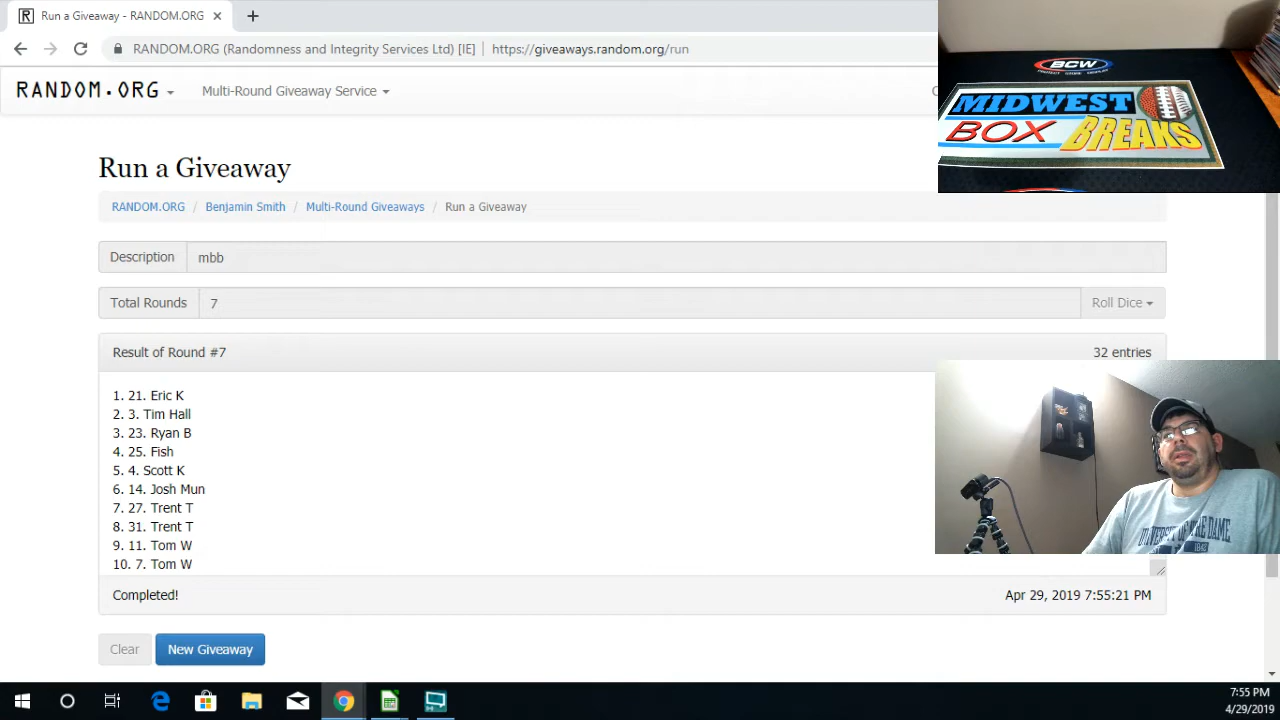 Run a Giveaway - RANDOM.ORG
RANDOM.ORG (Randomness and Integrity Services Ltd) [IE] https://giveaways.random.org/run
RANDOM.ORG
Multi-Round Giveaway Service
Run a Giveaway
RANDOM.ORG / Benjamin Smith / Multi-Round Giveaways / Run a Giveaway
Description mbb
Total Rounds 7 Roll Dice
Result of Round #7 32 entries
1. 21. Eric K
2. 3. Tim Hall
3. 23. Ryan B
4. 25. Fish
5. 4. Scott K
6. 14. Josh Mun
7. 27. Trent T
8. 31. Trent T
9. 11. Tom W
10. 7. Tom W
Completed! Apr 29, 2019 7:55:21 PM
Clear New Giveaway
BCW
MIDWEST
BOX BREAKS
UNIVERSITY OF NOTRE DAME
1842
7:55 PM
4/29/2019